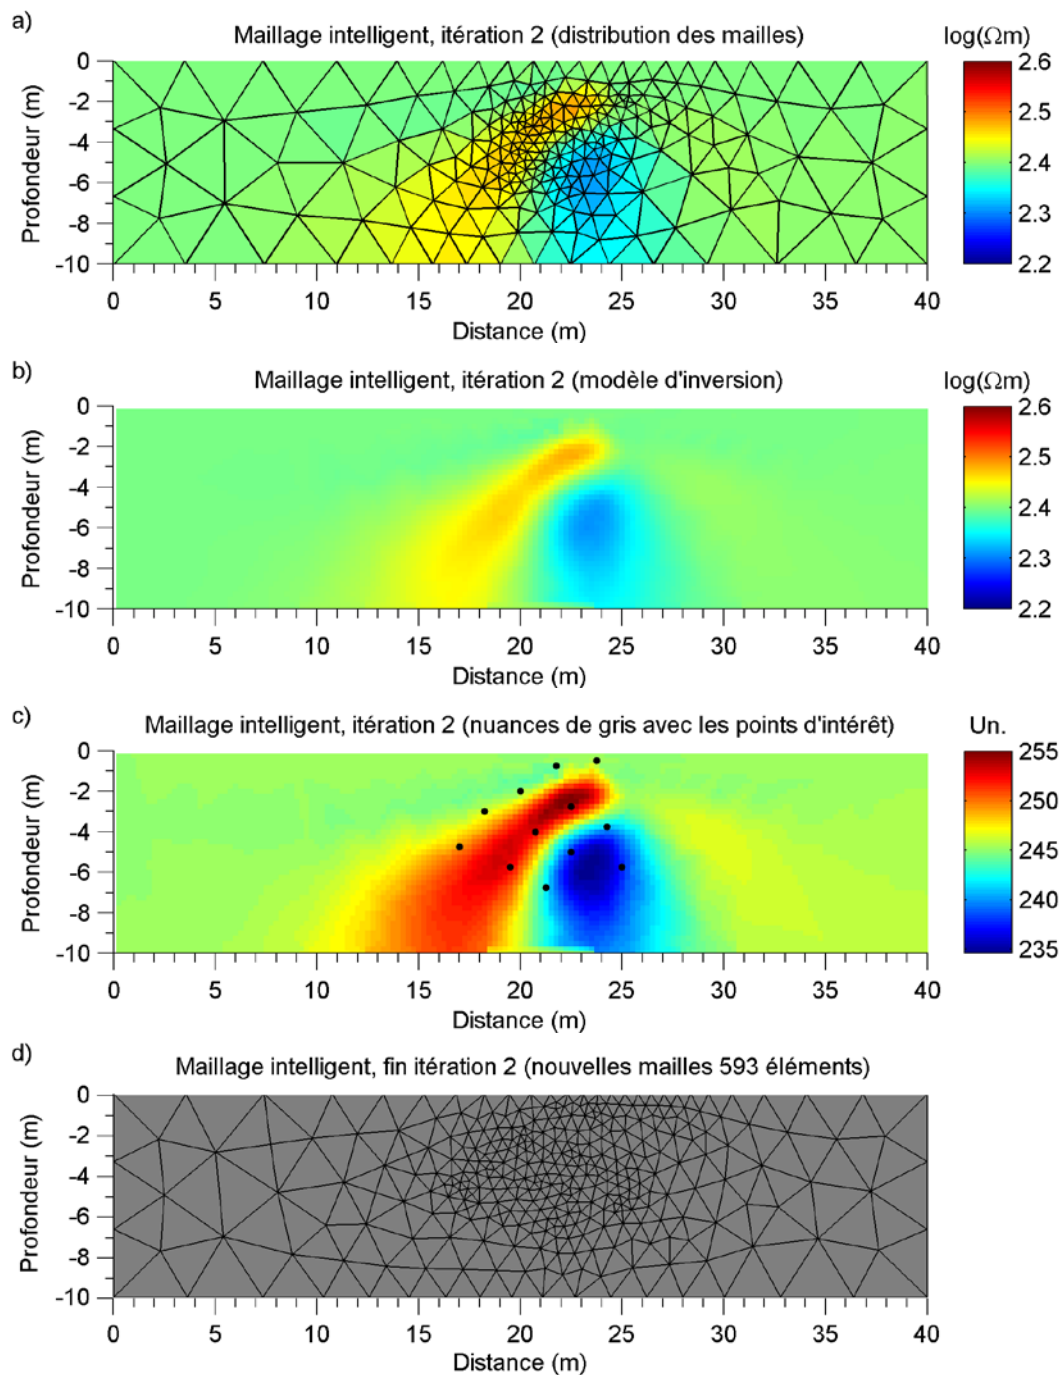 a)
Maillage intelligent, itération 2 (distribution des mailles)
log(Ωm)
Profondeur (m)
0
-2
-4
-6
-8
-10
0 5 10 15 20 25 30 35 40
Distance (m)
2.6
2.5
2.4
2.3
2.2
b)
Maillage intelligent, itération 2 (modèle d'inversion)
log(Ωm)
Profondeur (m)
0
-2
-4
-6
-8
-10
0 5 10 15 20 25 30 35 40
Distance (m)
2.6
2.5
2.4
2.3
2.2
c)
Maillage intelligent, itération 2 (nuances de gris avec les points d'intérêt)
Un.
Profondeur (m)
0
-2
-4
-6
-8
-10
0 5 10 15 20 25 30 35 40
Distance (m)
255
250
245
240
235
d)
Maillage intelligent, fin itération 2 (nouvelles mailles 593 éléments)
Profondeur (m)
0
-2
-4
-6
-8
-10
0 5 10 15 20 25 30 35 40
Distance (m)